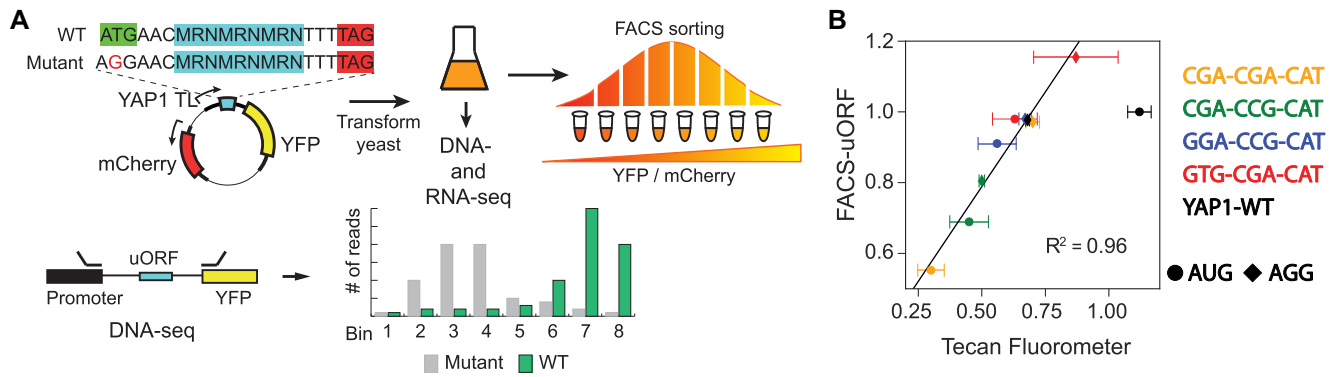 A
WT ATGAACMRNMRNMRNTTTTAG
Mutant AGGAACMRNMRNMRNTTTTAG
YAP1 TL
mCherry
YFP
Transform
yeast
DNA-
and
RNA-seq
FACS sorting
YFP / mCherry
Promoter
uORF
YFP
DNA-seq
# of reads
Bin 1 2 3 4 5 6 7 8
Mutant WT
B
FACS-uORF
1.2
1.0
0.8
0.6
R² = 0.96
0.25 0.50 0.75 1.00
Tecan Fluorometer
CGA-CGA-CAT
CGA-CCG-CAT
GGA-CCG-CAT
GTG-CGA-CAT
YAP1-WT
AUG AGG